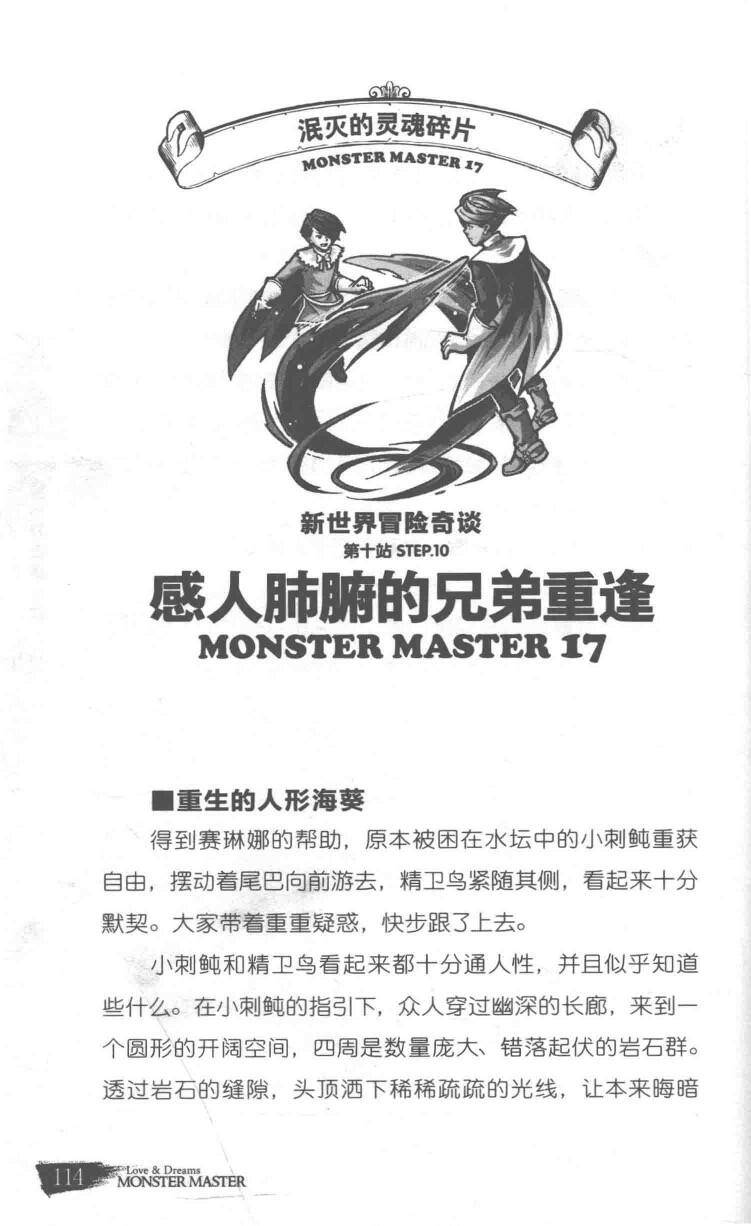 泯灭的灵魂碎片
MONSTER MASTER 17
新世界冒险奇谈
第十站 STEP.10
感人肺腑的兄弟重逢
MONSTER MASTER 17
■重生的人形海葵
得到赛琳娜的帮助，原本被困在水坛中的小刺鲀重获
自由，摆动着尾巴向前游去，精卫鸟紧随其侧，看起来十分
默契。大家带着重重疑惑，快步跟了上去。
小刺鲀和精卫鸟看起来都十分通人性，并且似乎知道
些什么。在小刺鲀的指引下，众人穿过幽深的长廊，来到一
个圆形的开阔空间，四周是数量庞大、错落起伏的岩石群。
透过岩石的缝隙，头顶洒下稀稀疏疏的光线，让本来晦暗
114
Love & Dreams
MONSTER MASTER